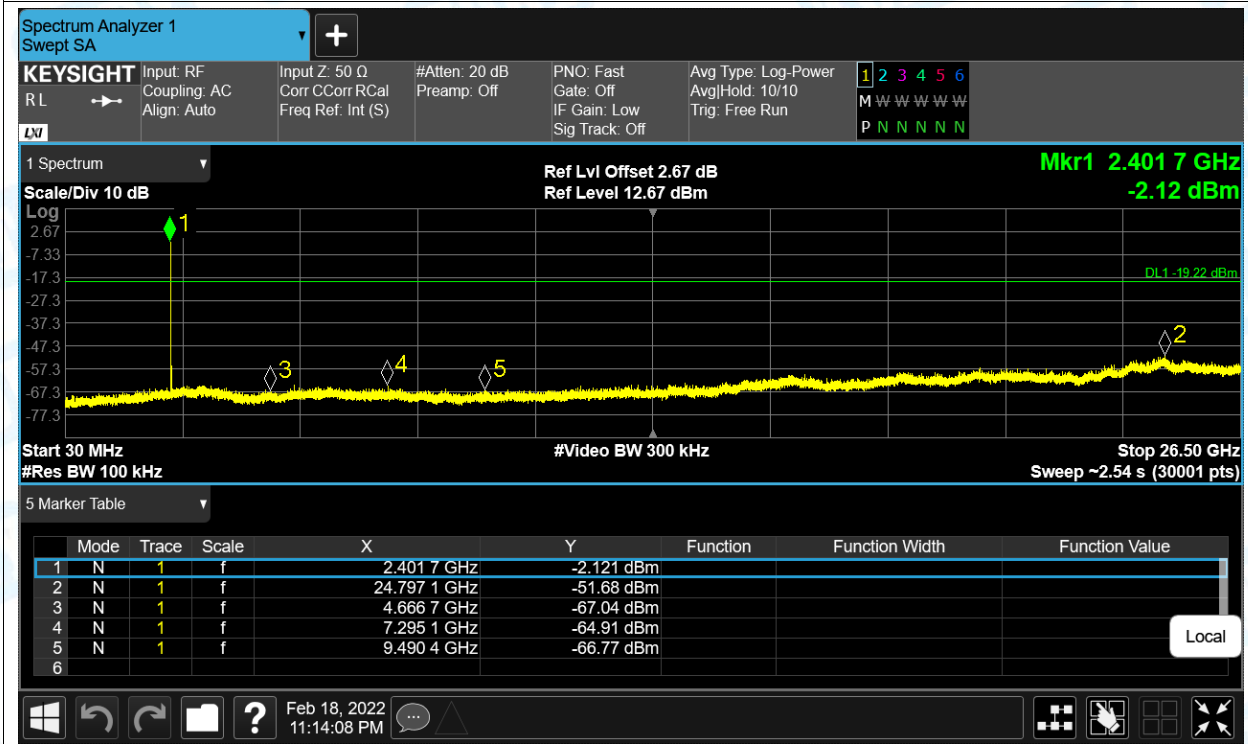 Spectrum Analyzer 1
Swept SA
+
KEYSIGHT
R L
LXI
Input: RF
Coupling: AC
Align: Auto
Input Z: 50 Ω
Corr CCorr RCal
Freq Ref: Int (S)
#Atten: 20 dB
Preamp: Off
PNO: Fast
Gate: Off
IF Gain: Low
Sig Track: Off
Avg Type: Log-Power
Avg|Hold: 10/10
Trig: Free Run
1 2 3 4 5 6
M W W W W W
P N N N N N
1 Spectrum
Scale/Div 10 dB
Ref Lvl Offset 2.67 dB
Ref Level 12.67 dBm
Mkr1 2.401 7 GHz
-2.12 dBm
Log
2.67
-7.33
-17.3
-27.3
-37.3
-47.3
-57.3
-67.3
-77.3
1
DL1 -19.22 dBm
2
3
4
5
Start 30 MHz
#Video BW 300 kHz
Stop 26.50 GHz
#Res BW 100 kHz
Sweep ~2.54 s (30001 pts)
5 Marker Table
Mode Trace Scale X Y Function Function Width Function Value
1 N 1 f 2.401 7 GHz -2.121 dBm
2 N 1 f 24.797 1 GHz -51.68 dBm
3 N 1 f 4.666 7 GHz -67.04 dBm
4 N 1 f 7.295 1 GHz -64.91 dBm
5 N 1 f 9.490 4 GHz -66.77 dBm
6
Local
?
Feb 18, 2022
11:14:08 PM